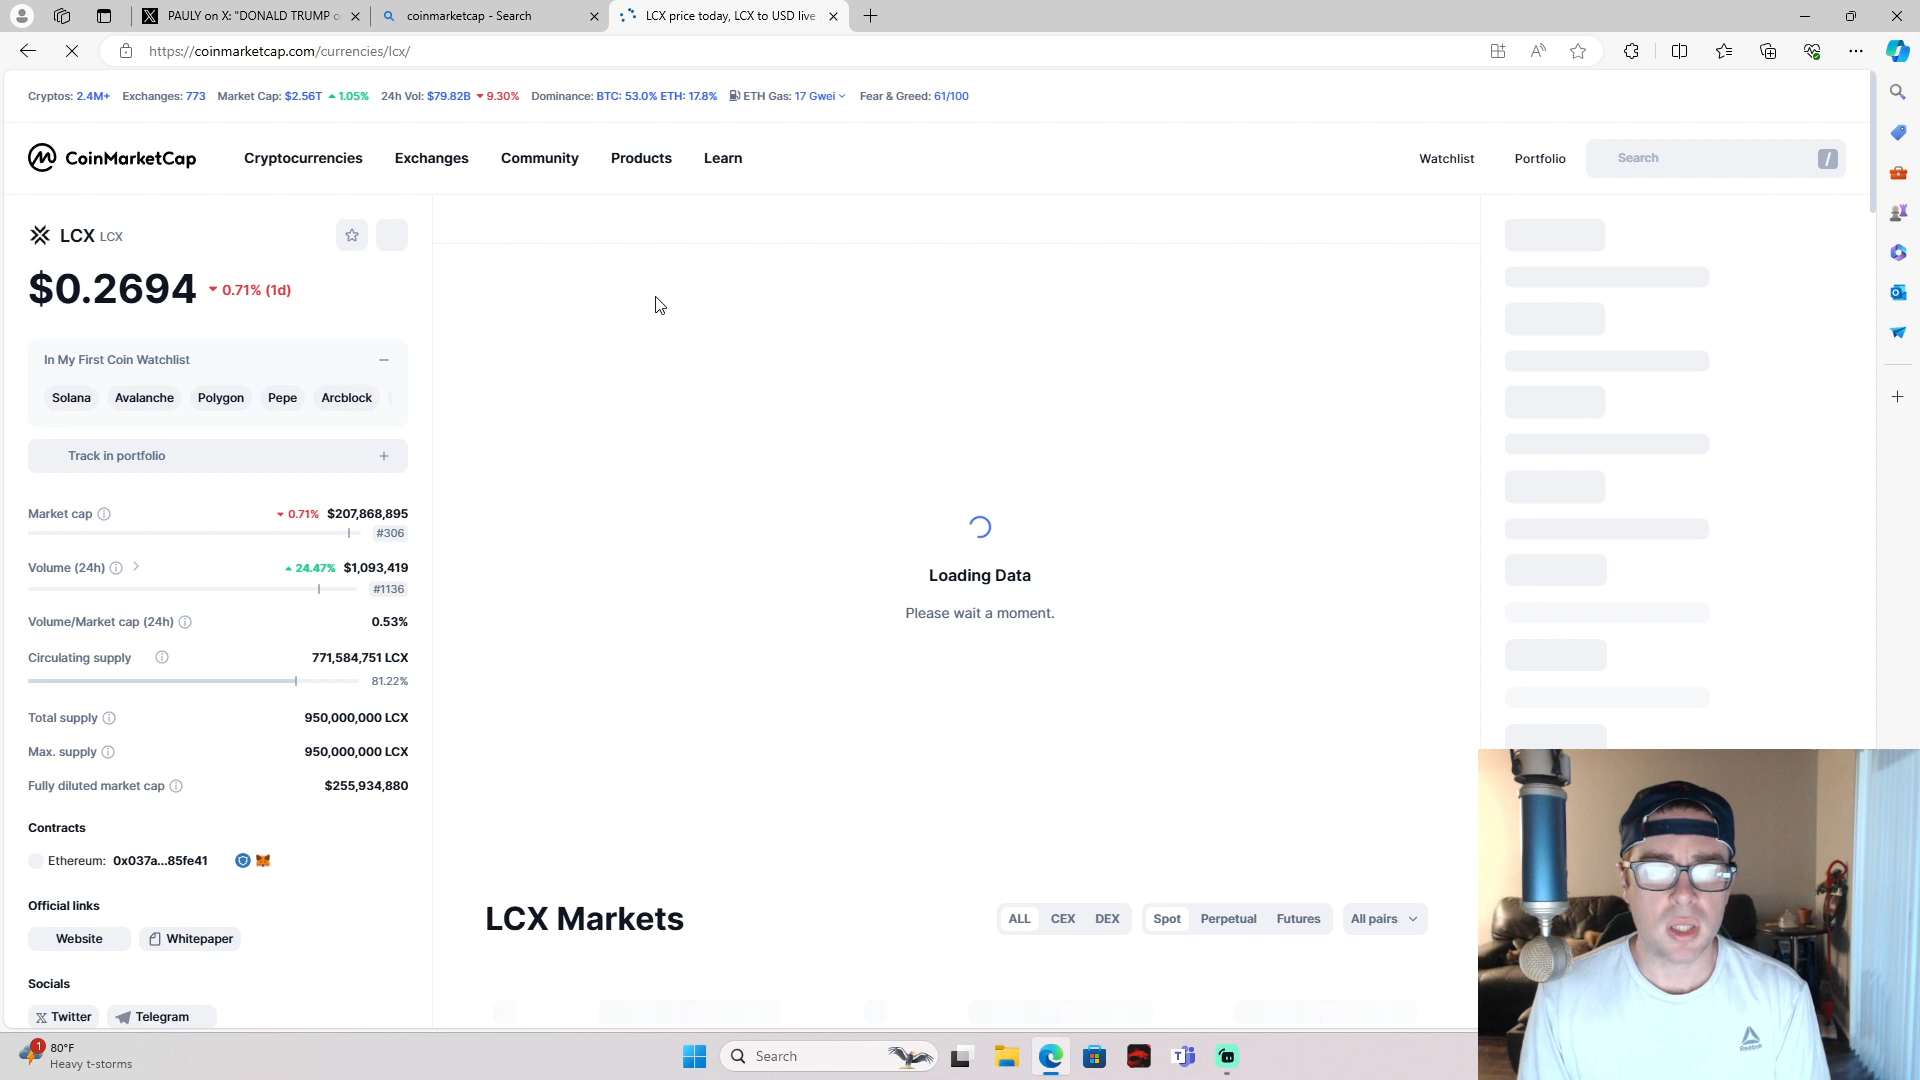 PAULY on X: "DONALD TRUMP o
coinmarketcap - Search
LCX price today, LCX to USD live
https://coinmarketcap.com/currencies/lcx/
Cryptos: 2.4M+ Exchanges: 773 Market Cap: $2.56T 1.05% 24h Vol: $79.82B 9.30% Dominance: BTC: 53.0% ETH: 17.8% ETH Gas: 17 Gwei Fear & Greed: 61/100
CoinMarketCap
Cryptocurrencies Exchanges Community Products Learn
Watchlist Portfolio Search /
LCX LCX
$0.2694 0.71% (1d)
In My First Coin Watchlist
Solana Avalanche Polygon Pepe Arcblock
Track in portfolio +
Market cap 0.71% $207,868,895
#306
Volume (24h) 24.47% $1,093,419
#1136
Volume/Market cap (24h) 0.53%
Circulating supply 771,584,751 LCX
81.22%
Total supply 950,000,000 LCX
Max. supply 950,000,000 LCX
Fully diluted market cap $255,934,880
Contracts
Ethereum: 0x037a...85fe41
Official links
Website Whitepaper
Socials
Twitter Telegram
Loading Data
Please wait a moment.
LCX Markets
ALL CEX DEX Spot Perpetual Futures All pairs
1 80°F
Heavy t-storms
Search
Reebok